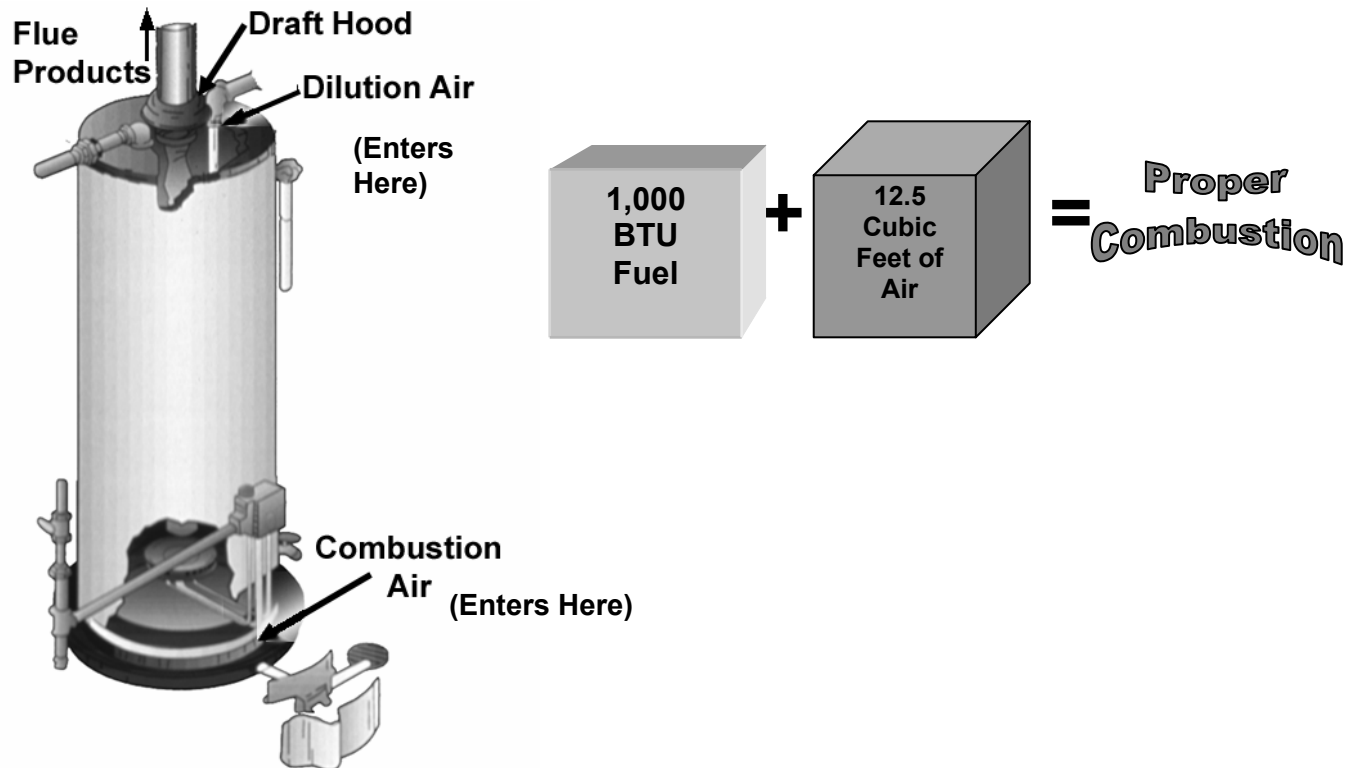 Flue
Products
Draft Hood
Dilution Air
(Enters
Here)
1,000
BTU
Fuel
+
12.5
Cubic
Feet of
Air
=
Proper
Combustion
Combustion
Air
(Enters Here)